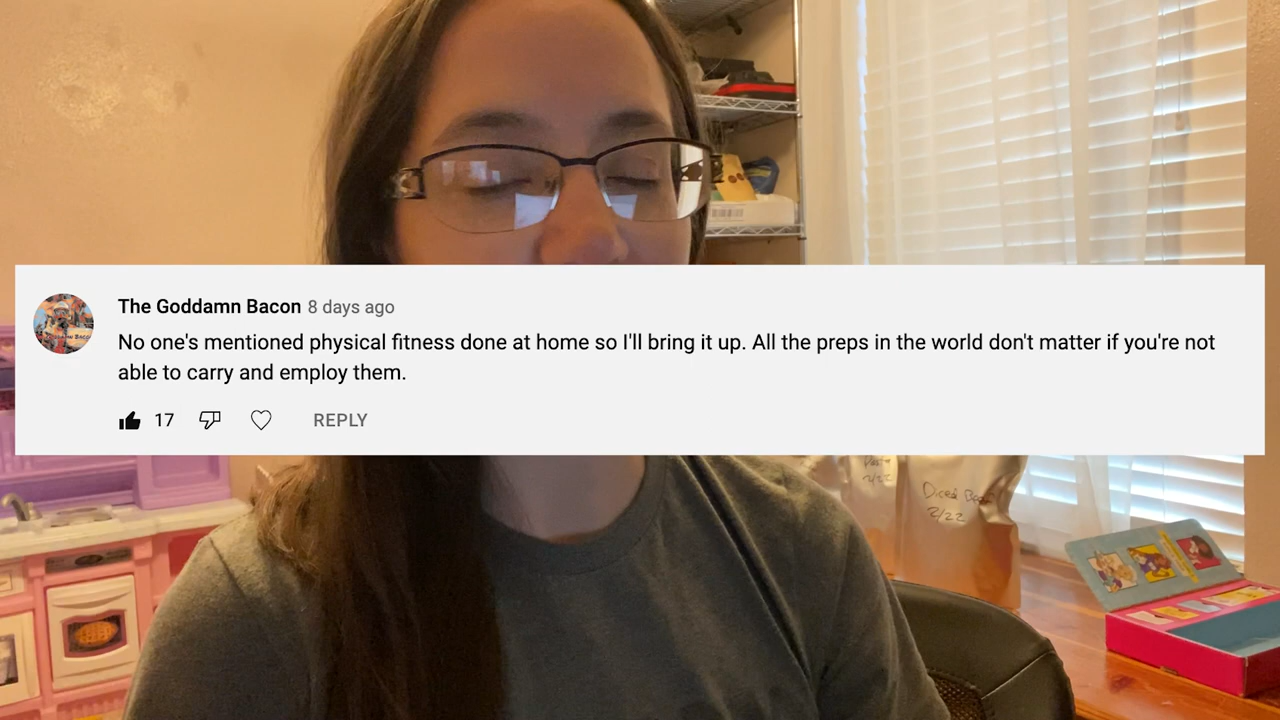 The Goddamn Bacon 8 days ago
No one's mentioned physical fitness done at home so I'll bring it up. All the preps in the world don't matter if you're not
able to carry and employ them.
17
REPLY
2/22
Diced
2/22